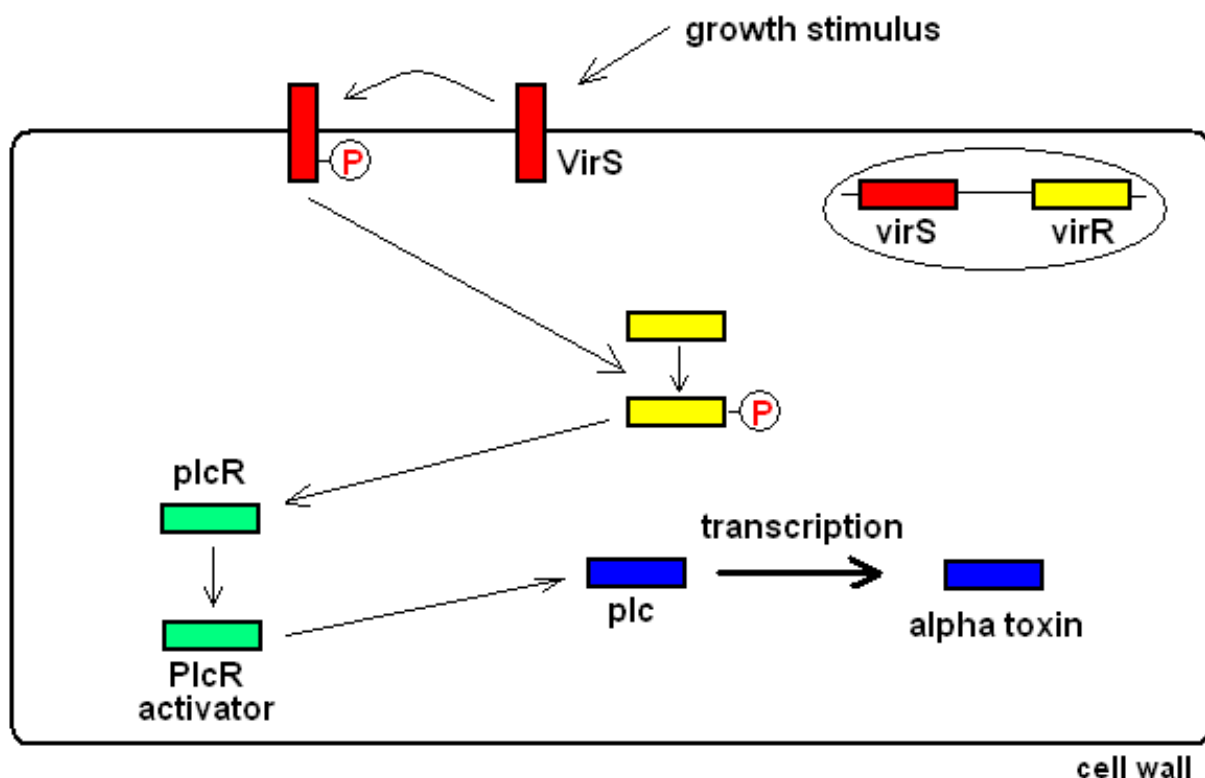 growth stimulus
P
VirS
virS virR
P
plcR
transcription
plc
alpha toxin
PlcR
activator
cell wall